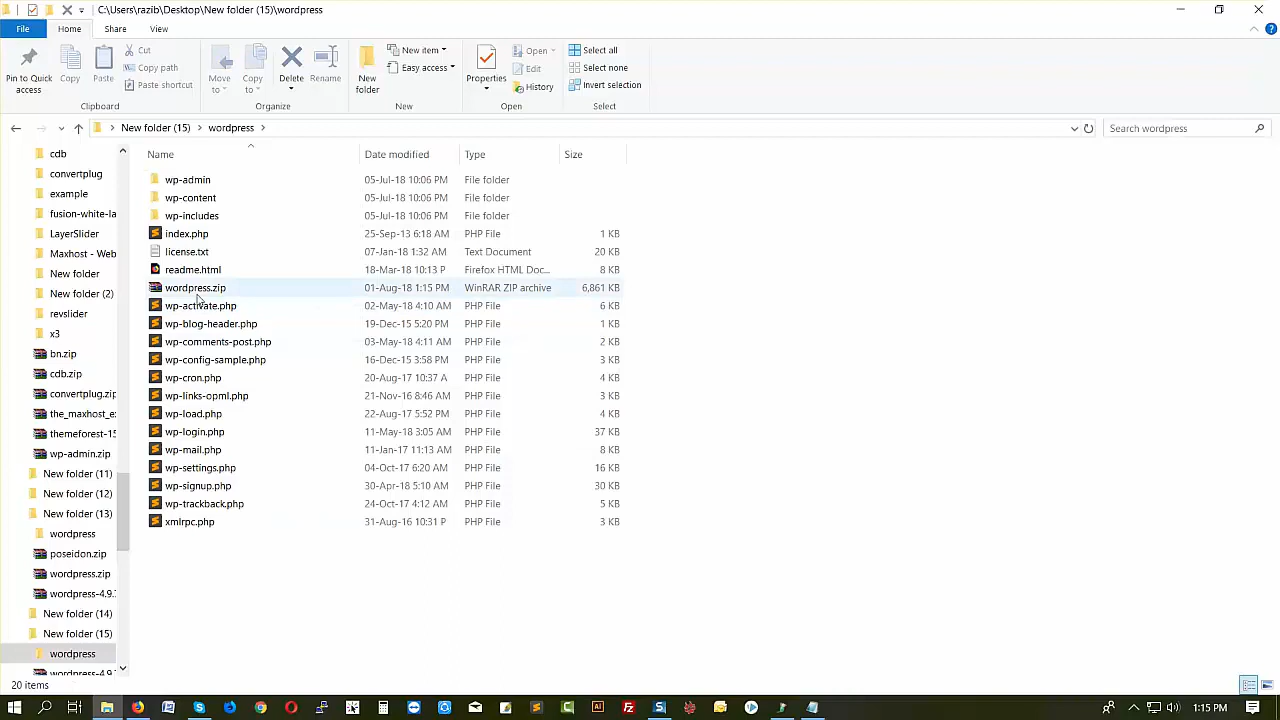 C:\Users\razib\Desktop\New folder (15)\wordpress
File Home Share View
Pin to Quick access
Copy
Paste
Cut
Copy path
Paste shortcut
Clipboard
Move to
Copy to
Delete
Rename
Organize
New folder
New item
Easy access
New
Properties
Open
Edit
History
Open
Select all
Select none
Invert selection
Select
New folder (15) > wordpress >
Search wordpress
cdb
convertplug
example
fusion-white-la
LayerSlider
Maxhost - Web
New folder
New folder (2)
revslider
x3
bn.zip
cdb.zip
convertplug.zip
the_maxhost_e
themeforest-15
wp-admin.zip
New folder (11)
New folder (12)
New folder (13)
wordpress
poseidon.zip
wordpress.zip
wordpress-4.9.
New folder (14)
New folder (15)
wordpress
wordpress-4.9.
Name Date modified Type Size
wp-admin 05-Jul-18 10:06 PM File folder
wp-content 05-Jul-18 10:06 PM File folder
wp-includes 05-Jul-18 10:06 PM File folder
index.php 25-Sep-13 6:18 AM PHP File 1 KB
license.txt 07-Jan-18 1:32 AM Text Document 20 KB
readme.html 18-Mar-18 10:13 P Firefox HTML Doc... 8 KB
wordpress.zip 01-Aug-18 1:15 PM WinRAR ZIP archive 6,861 KB
wp-activate.php 02-May-18 4:10 AM PHP File 6 KB
wp-blog-header.php 19-Dec-15 5:20 PM PHP File 1 KB
wp-comments-post.php 03-May-18 4:11 AM PHP File 2 KB
wp-config-sample.php 16-Dec-15 3:58 PM PHP File 3 KB
wp-cron.php 20-Aug-17 10:37 A PHP File 4 KB
wp-links-opml.php 21-Nov-16 8:46 AM PHP File 3 KB
wp-load.php 22-Aug-17 5:52 PM PHP File 4 KB
wp-login.php 11-May-18 3:05 AM PHP File 37 KB
wp-mail.php 11-Jan-17 11:13 AM PHP File 8 KB
wp-settings.php 04-Oct-17 6:20 AM PHP File 16 KB
wp-signup.php 30-Apr-18 5:10 AM PHP File 30 KB
wp-trackback.php 24-Oct-17 4:12 AM PHP File 5 KB
xmlrpc.php 31-Aug-16 10:31 P PHP File 3 KB
20 items
1:15 PM